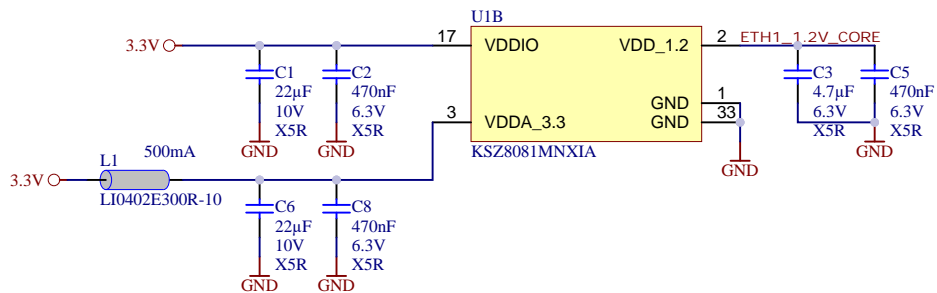 U1B
3.3V
17
VDDIO
VDD_1.2
2
ETH1_1.2V_CORE
C1
22µF
10V
X5R
GND
C2
470nF
6.3V
X5R
GND
3
VDDA_3.3
GND
1
GND
33
KSZ8081MNXIA
GND
C3
4.7µF
6.3V
X5R
C5
470nF
6.3V
X5R
GND
500mA
L1
3.3V
LI0402E300R-10
C6
22µF
10V
X5R
GND
C8
470nF
6.3V
X5R
GND